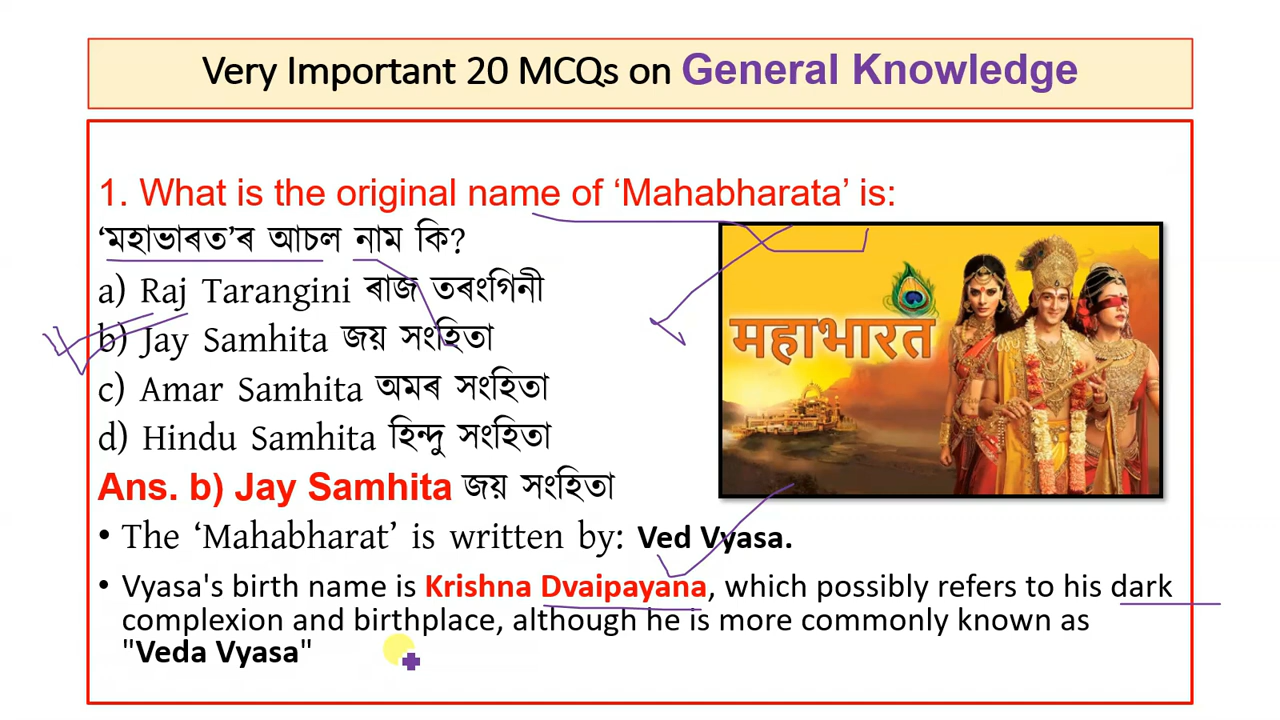 Very Important 20 MCQs on General Knowledge
1. What is the original name of ‘Mahabharata’ is:
‘মহাভাৰত’ৰ আচল নাম কি?
a) Raj Tarangini ৰাজ তৰংগিনী
b) Jay Samhita জয় সংহিতা
c) Amar Samhita অমৰ সংহিতা
d) Hindu Samhita হিন্দু সংহিতা
Ans. b) Jay Samhita জয় সংহিতা
महाभारत
• The ‘Mahabharat’ is written by: Ved Vyasa.
• Vyasa's birth name is Krishna Dvaipayana, which possibly refers to his dark
complexion and birthplace, although he is more commonly known as
"Veda Vyasa"